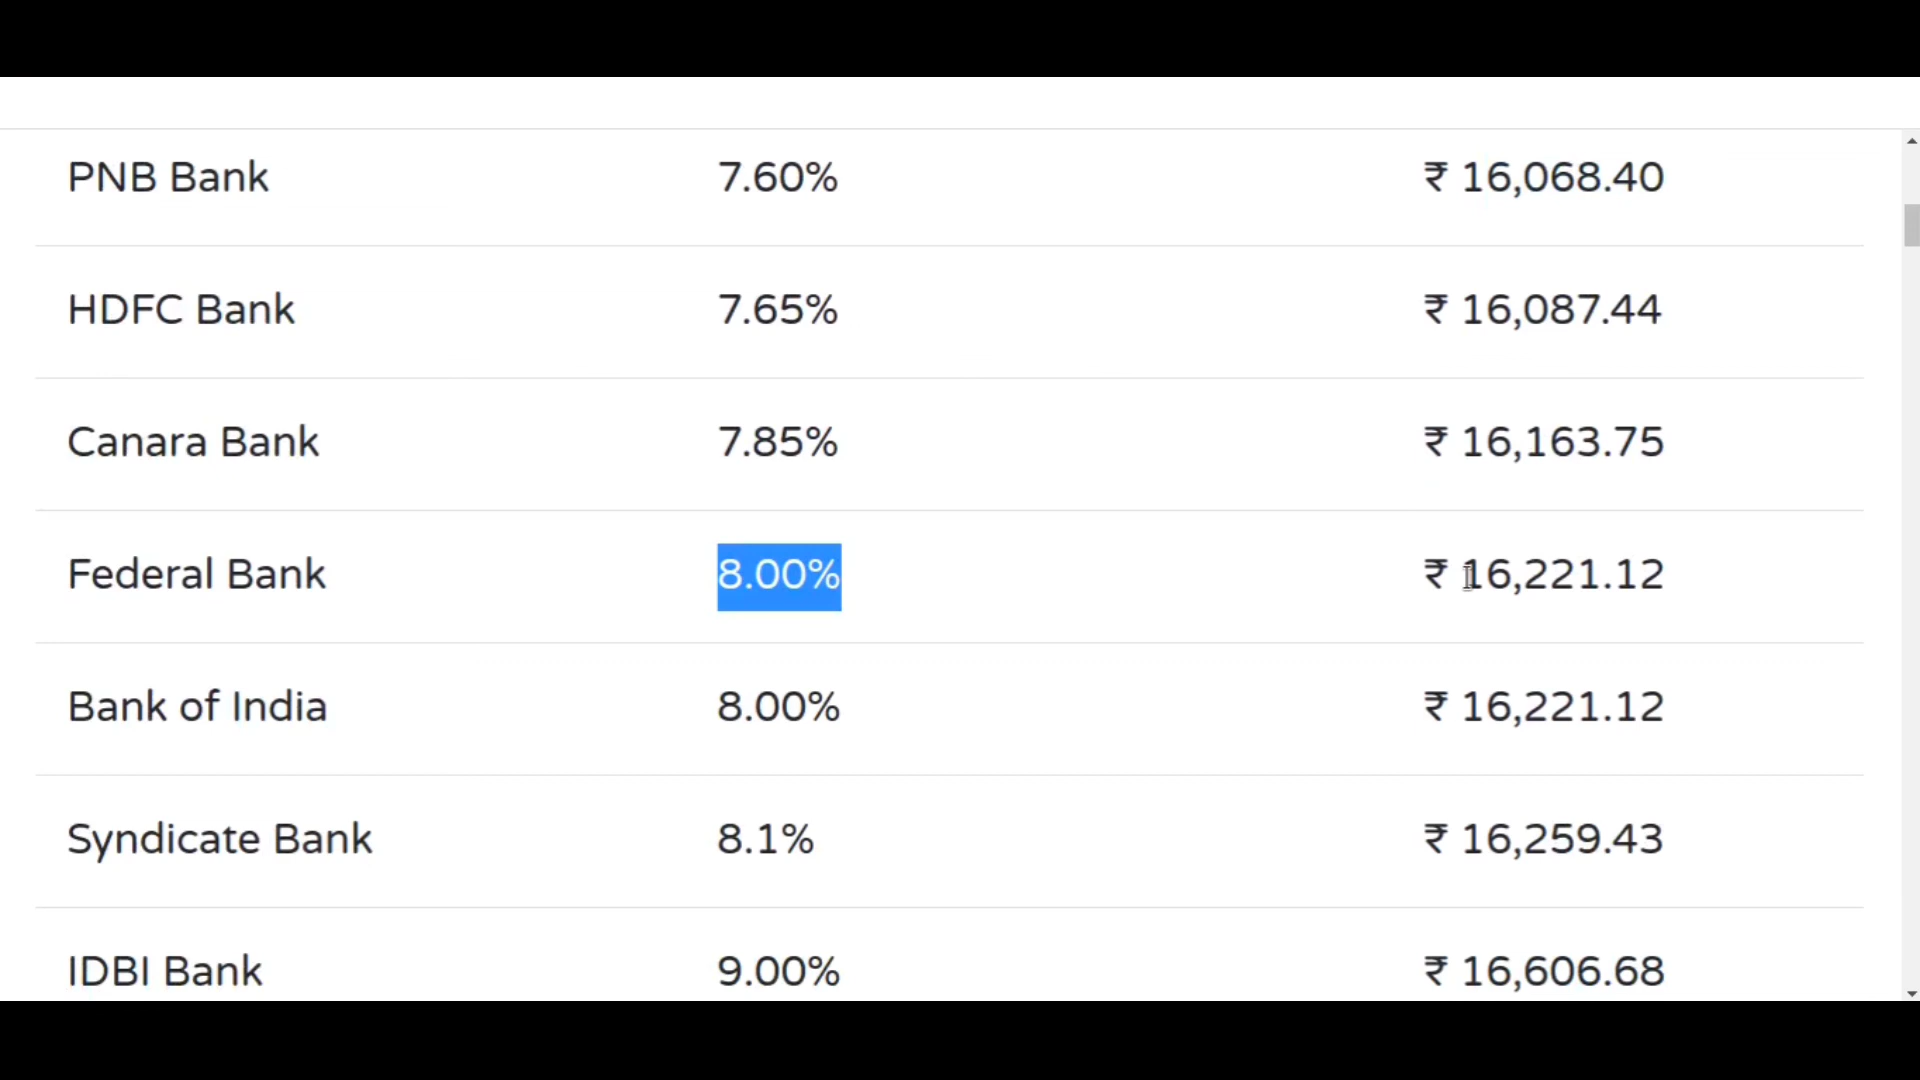 PNB Bank 7.60% ₹ 16,068.40
HDFC Bank 7.65% ₹ 16,087.44
Canara Bank 7.85% ₹ 16,163.75
Federal Bank 8.00% ₹ 16,221.12
Bank of India 8.00% ₹ 16,221.12
Syndicate Bank 8.1% ₹ 16,259.43
IDBI Bank 9.00% ₹ 16,606.68